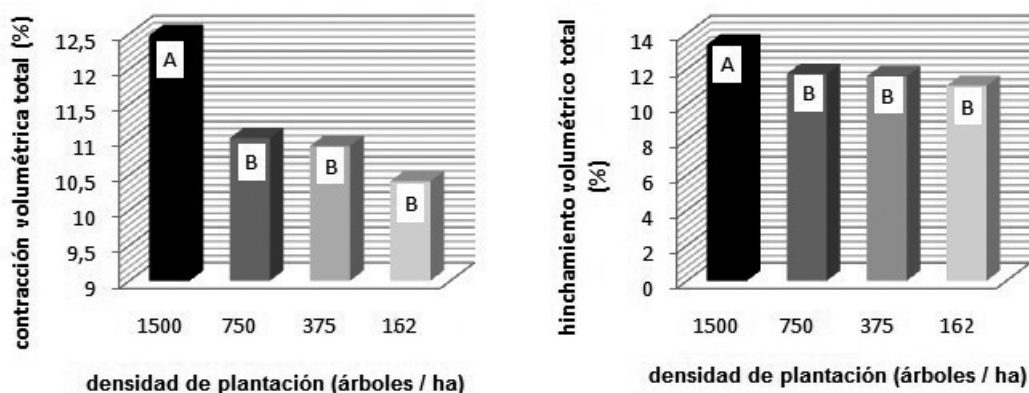 contracción volumétrica total (%)
12,5
12
11,5
11
10,5
10
9,5
9
A
B
B
B
1500 750 375 162
densidad de plantación (árboles / ha)
hinchamiento volumétrico total
(%)
14
12
10
8
6
4
2
0
A
B
B
B
1500 750 375 162
densidad de plantación (árboles / ha)